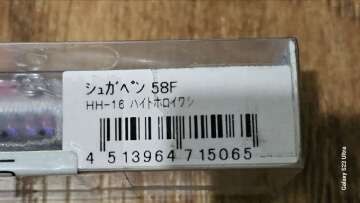 ｼｭｶﾞﾍﾟﾝ 58F
HH-16 ﾊｲﾄﾎﾛｲﾜｼ
4 513964 715065
Galaxy S23 Ultra